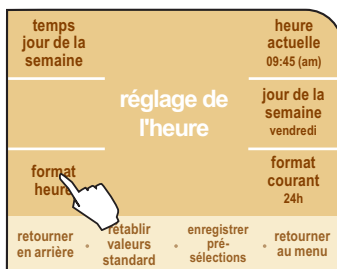 temps
jour de la
semaine
heure
actuelle
09:45 (am)
réglage de
l'heure
jour de la
semaine
vendredi
format
heure
format
courant
24h
retourner
en arrière
rétablir
valeurs
standard
enregistrer
pré-
sélections
retourner
au menu